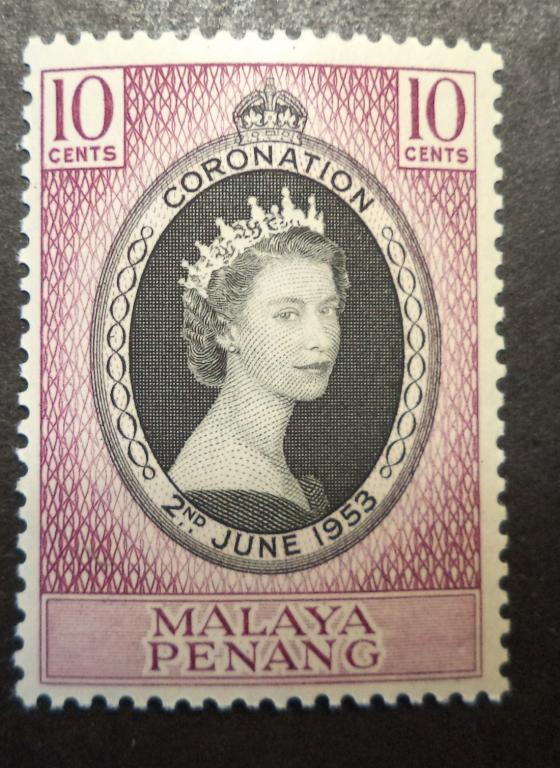 10 CENTS
10 CENTS
CORONATION
2ND JUNE 1953
MALAYA
PENANG